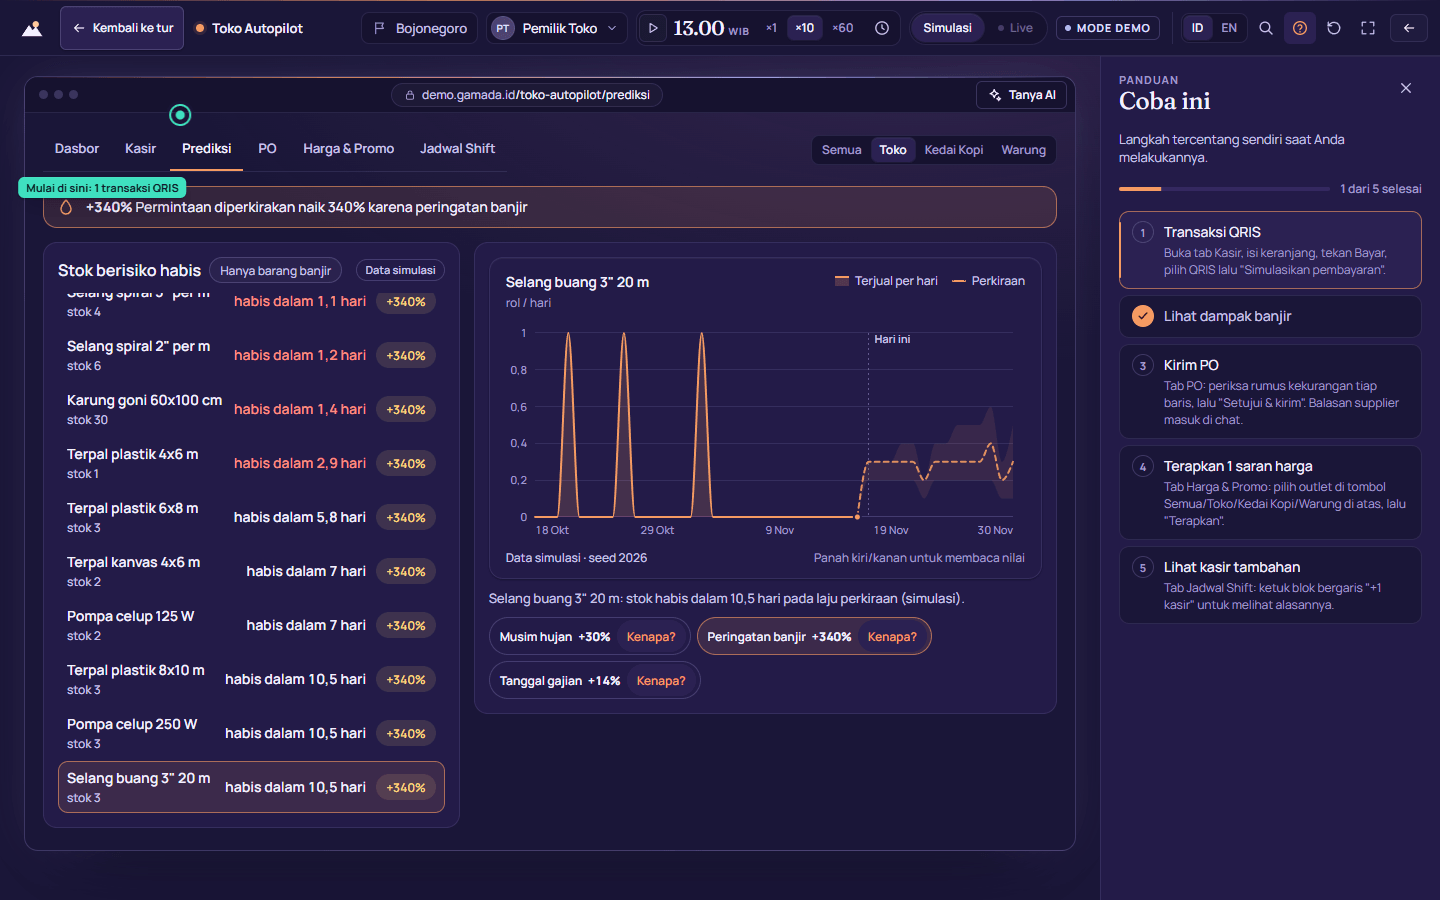 Kembali ke tur
Toko Autopilot
Bojonegoro
PT Pemilik Toko
13.00 WIB
×1 ×10 ×60
Simulasi Live
MODE DEMO
ID EN
demo.gamada.id/toko-autopilot/prediksi
Tanya AI
Dasbor Kasir Prediksi PO Harga & Promo Jadwal Shift
Semua Toko Kedai Kopi Warung
Mulai di sini: 1 transaksi QRIS
+340% Permintaan diperkirakan naik 340% karena peringatan banjir
Stok berisiko habis Hanya barang banjir Data simulasi
Selang spiral 3" per m habis dalam 1,1 hari +340%
stok 4
Selang spiral 2" per m habis dalam 1,2 hari +340%
stok 6
Karung goni 60x100 cm habis dalam 1,4 hari +340%
stok 30
Terpal plastik 4x6 m habis dalam 2,9 hari +340%
stok 1
Terpal plastik 6x8 m habis dalam 5,8 hari +340%
stok 3
Terpal kanvas 4x6 m habis dalam 7 hari +340%
stok 2
Pompa celup 125 W habis dalam 7 hari +340%
stok 2
Terpal plastik 8x10 m habis dalam 10,5 hari +340%
stok 3
Pompa celup 250 W habis dalam 10,5 hari +340%
stok 3
Selang buang 3" 20 m habis dalam 10,5 hari +340%
stok 3
Selang buang 3" 20 m
rol / hari
Terjual per hari Perkiraan
Hari ini
1
0.8
0.6
0.4
0.2
0
18 Okt 29 Okt 9 Nov 19 Nov 30 Nov
Data simulasi · seed 2026
Panah kiri/kanan untuk membaca nilai
Selang buang 3" 20 m: stok habis dalam 10,5 hari pada laju perkiraan (simulasi).
Musim hujan +30% Kenapa?
Peringatan banjir +340% Kenapa?
Tanggal gajian +14% Kenapa?
PANDUAN
Coba ini
Langkah tercentang sendiri saat Anda
melakukannya.
1 dari 5 selesai
1 Transaksi QRIS
Buka tab Kasir, isi keranjang, tekan Bayar,
pilih QRIS lalu "Simulasikan pembayaran".
Lihat dampak banjir
3 Kirim PO
Tab PO: periksa rumus kekurangan tiap
baris, lalu "Setujui & kirim". Balasan supplier
masuk di chat.
4 Terapkan 1 saran harga
Tab Harga & Promo: pilih outlet di tombol
Semua/Toko/Kedai Kopi/Warung di atas, lalu
"Terapkan".
5 Lihat kasir tambahan
Tab Jadwal Shift: ketuk blok bergaris "+1
kasir" untuk melihat alasannya.